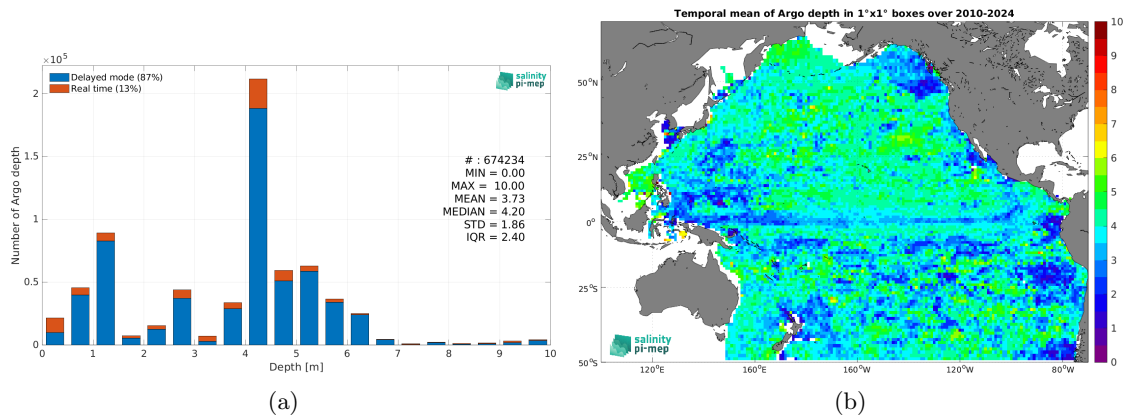 ×10⁵
Delayed mode (87%)
Real time (13%)
salinity
pi-mep
# : 674234
MIN = 0.00
MAX = 10.00
MEAN = 3.73
MEDIAN = 4.20
STD = 1.86
IQR = 2.40
Number of Argo depth
2
1.5
1
0.5
0
0 1 2 3 4 5 6 7 8 9 10
Depth [m]
(a)
Temporal mean of Argo depth in 1°x1° boxes over 2010-2024
50°N
25°N
0°
25°S
50°S
120°E 160°E 160°W 120°W 80°W
salinity
pi-mep
10
9
8
7
6
5
4
3
2
1
0
(b)